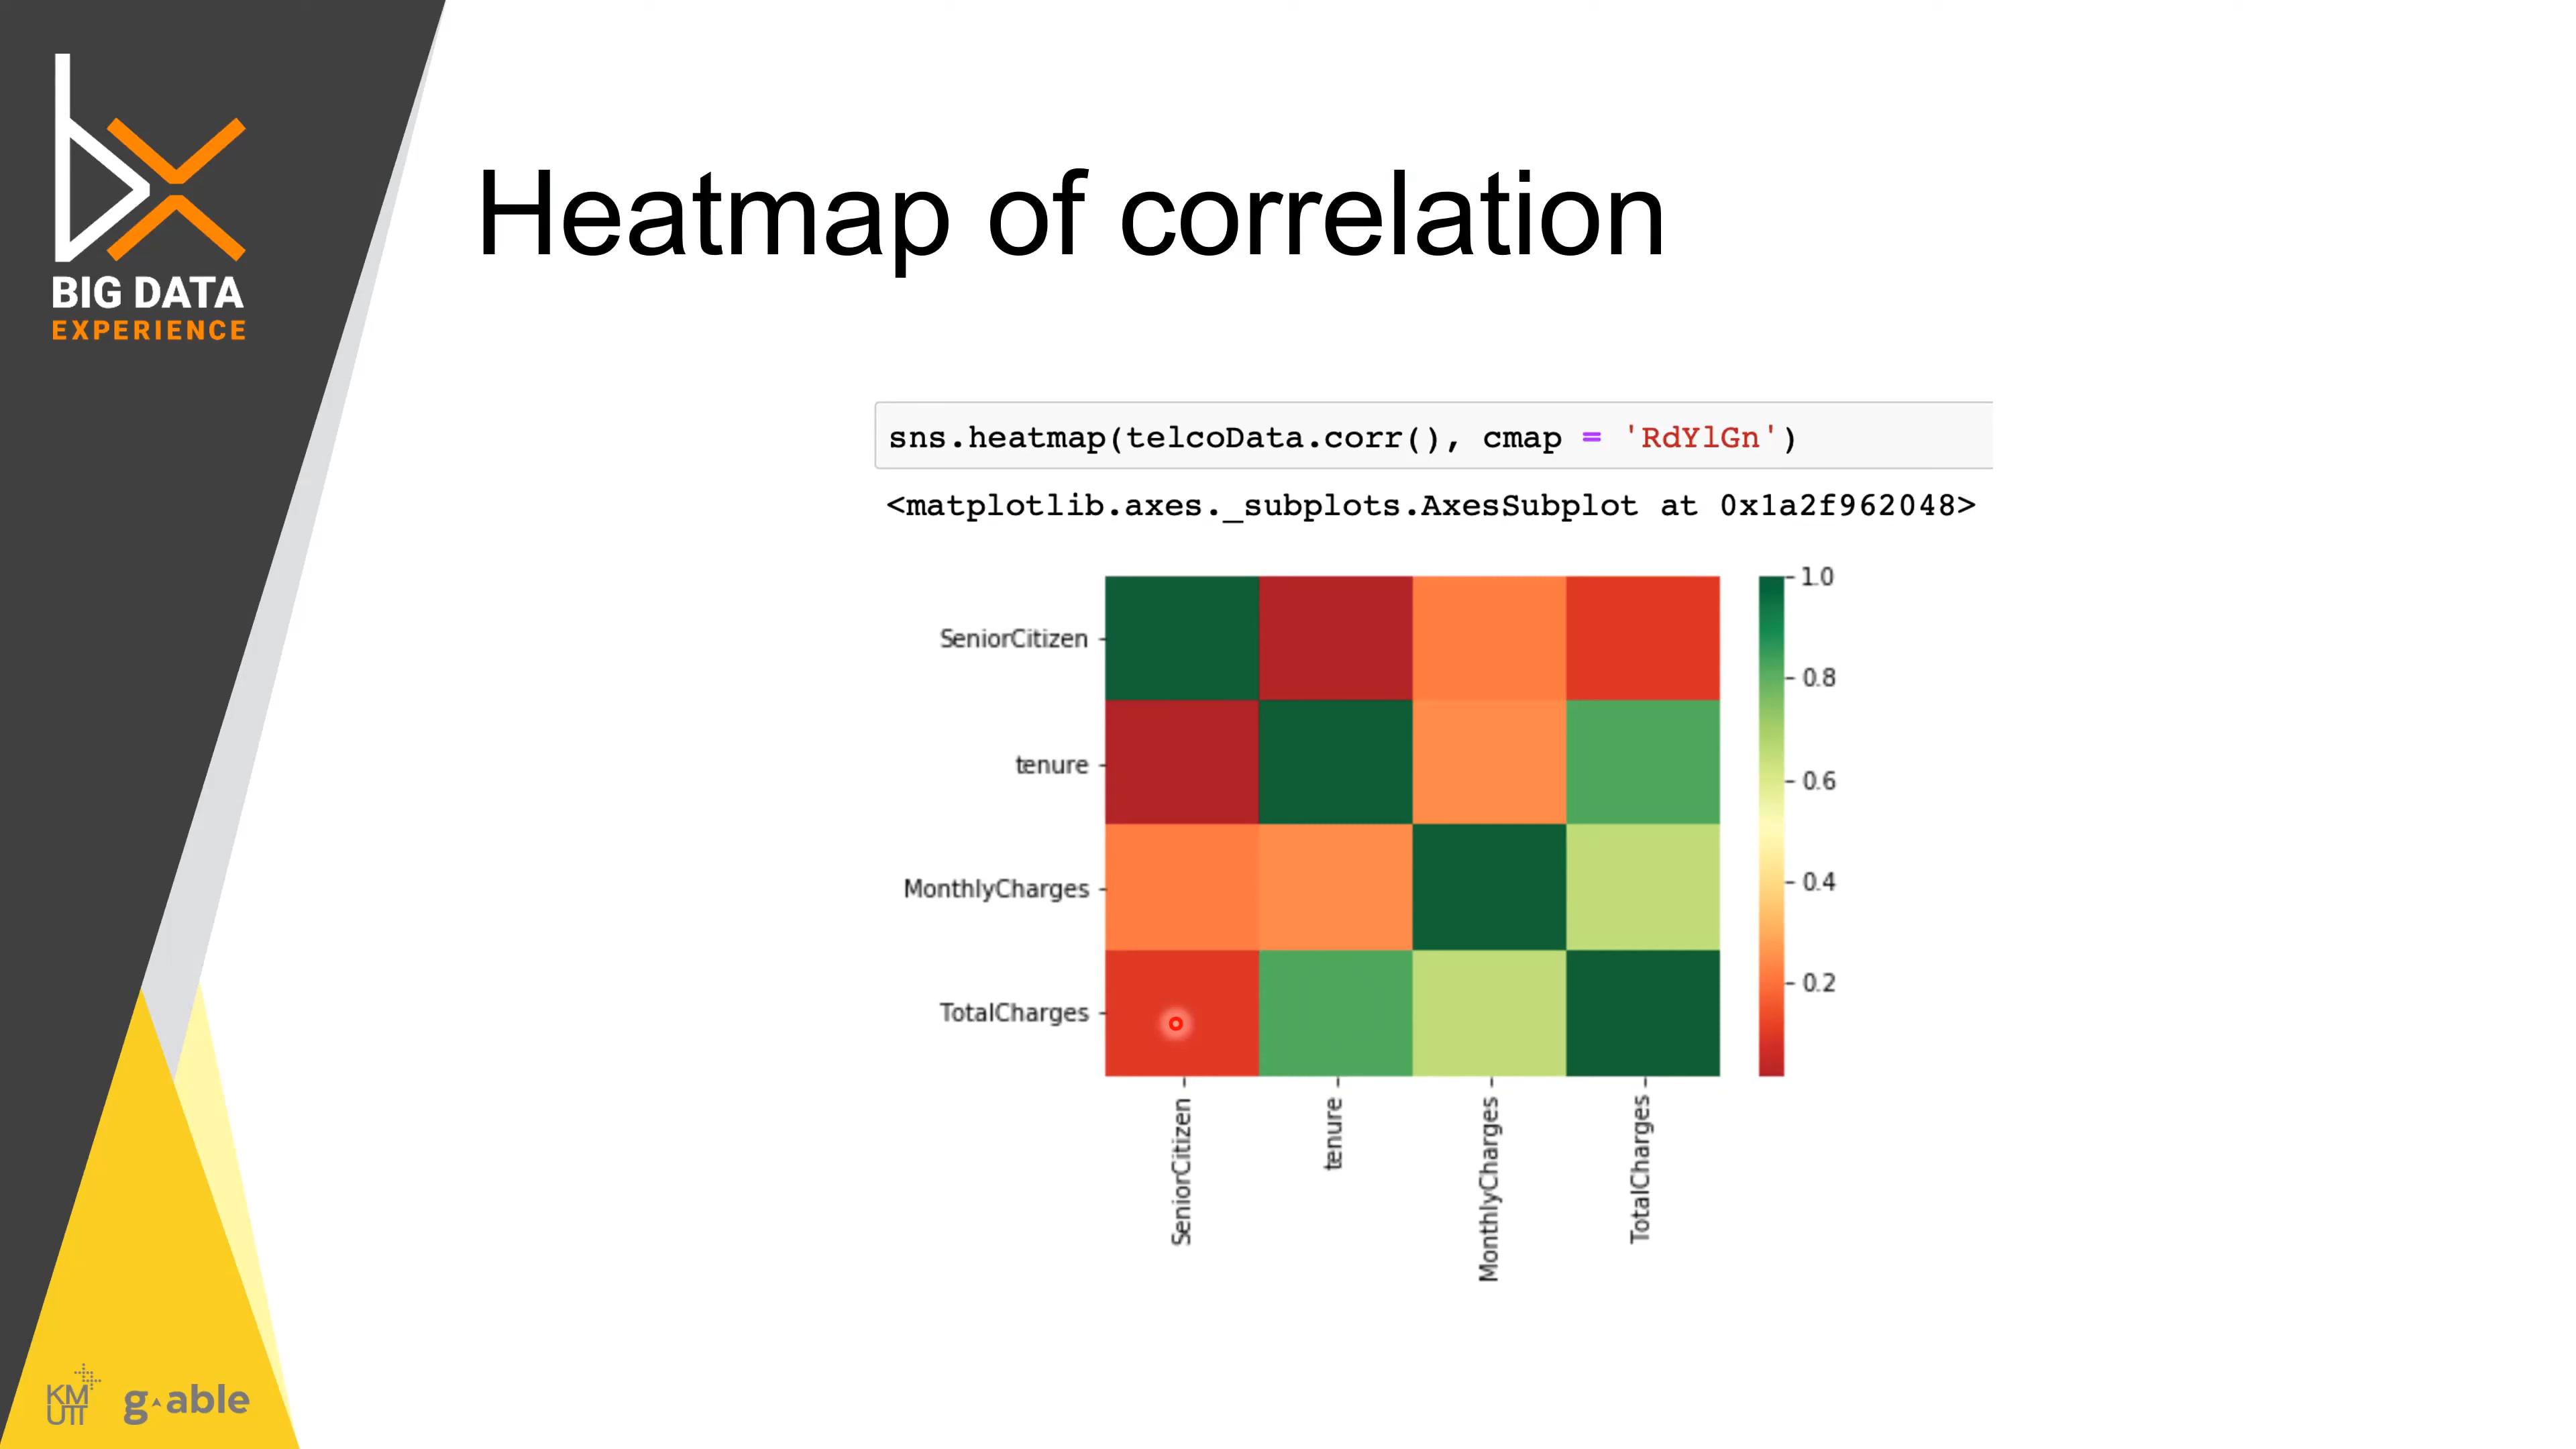 BIG DATA
EXPERIENCE
Heatmap of correlation
sns.heatmap(telcoData.corr(), cmap = 'RdYlGn')
<matplotlib.axes._subplots.AxesSubplot at 0x1a2f962048>
SeniorCitizen
tenure
MonthlyCharges
TotalCharges
1.0
0.8
0.6
0.4
0.2
SeniorCitizen
tenure
MonthlyCharges
TotalCharges
KM
UTT
g able